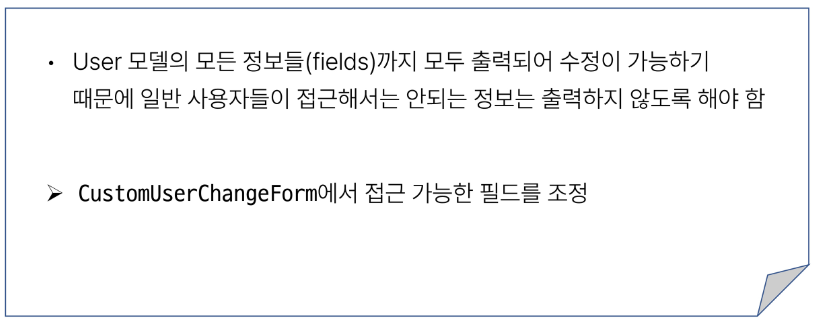 • User 모델의 모든 정보들(fields)까지 모두 출력되어 수정이 가능하기
때문에 일반 사용자들이 접근해서는 안되는 정보는 출력하지 않도록 해야 함
➢ CustomUserChangeForm에서 접근 가능한 필드를 조정